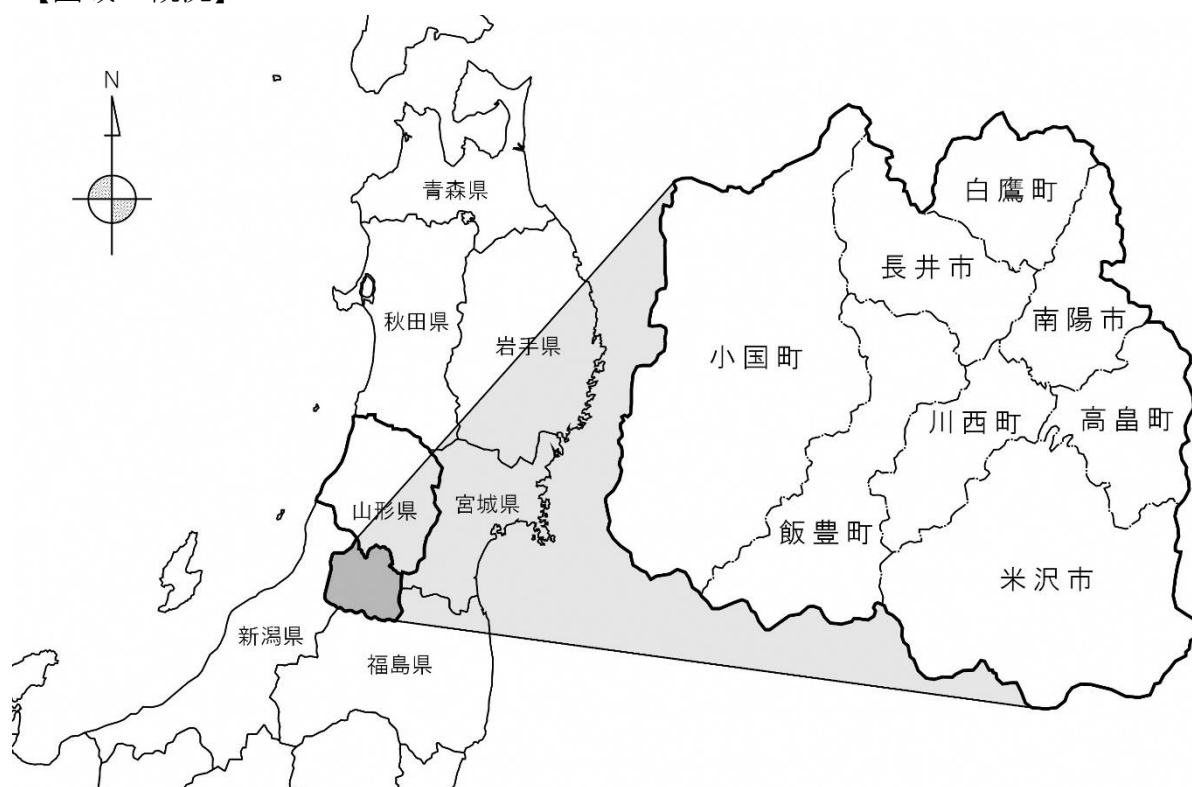 N
青森県
秋田県
岩手県
山形県
宮城県
新潟県
福島県
白鷹町
長井市
南陽市
小国町
川西町
高畠町
飯豊町
米沢市